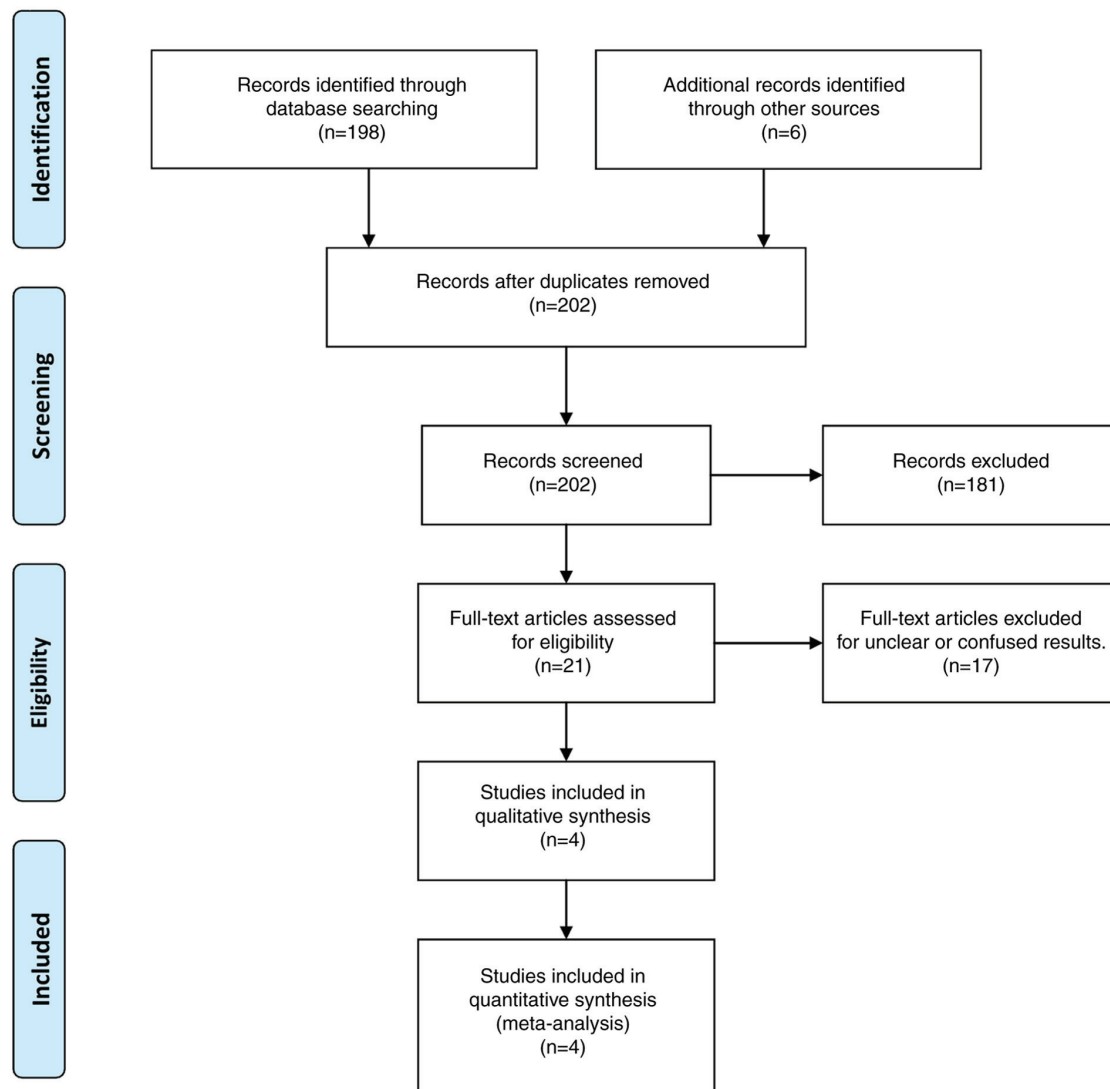 Identification
Records identified through
database searching
(n=198)
Additional records identified
through other sources
(n=6)
Records after duplicates removed
(n=202)
Screening
Records screened
(n=202)
Records excluded
(n=181)
Eligibility
Full-text articles assessed
for eligibility
(n=21)
Full-text articles excluded
for unclear or confused results.
(n=17)
Studies included in
qualitative synthesis
(n=4)
Included
Studies included in
quantitative synthesis
(meta-analysis)
(n=4)